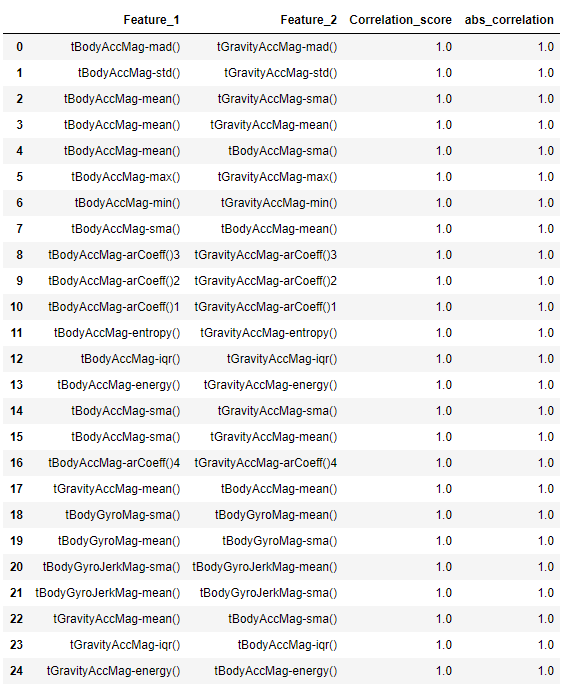 Feature_1 Feature_2 Correlation_score abs_correlation
0 tBodyAccMag-mad() tGravityAccMag-mad() 1.0 1.0
1 tBodyAccMag-std() tGravityAccMag-std() 1.0 1.0
2 tBodyAccMag-mean() tGravityAccMag-sma() 1.0 1.0
3 tBodyAccMag-mean() tGravityAccMag-mean() 1.0 1.0
4 tBodyAccMag-mean() tBodyAccMag-sma() 1.0 1.0
5 tBodyAccMag-max() tGravityAccMag-max() 1.0 1.0
6 tBodyAccMag-min() tGravityAccMag-min() 1.0 1.0
7 tBodyAccMag-sma() tBodyAccMag-mean() 1.0 1.0
8 tBodyAccMag-arCoeff()3 tGravityAccMag-arCoeff()3 1.0 1.0
9 tBodyAccMag-arCoeff()2 tGravityAccMag-arCoeff()2 1.0 1.0
10 tBodyAccMag-arCoeff()1 tGravityAccMag-arCoeff()1 1.0 1.0
11 tBodyAccMag-entropy() tGravityAccMag-entropy() 1.0 1.0
12 tBodyAccMag-iqr() tGravityAccMag-iqr() 1.0 1.0
13 tBodyAccMag-energy() tGravityAccMag-energy() 1.0 1.0
14 tBodyAccMag-sma() tGravityAccMag-sma() 1.0 1.0
15 tBodyAccMag-sma() tGravityAccMag-mean() 1.0 1.0
16 tBodyAccMag-arCoeff()4 tGravityAccMag-arCoeff()4 1.0 1.0
17 tGravityAccMag-mean() tBodyAccMag-mean() 1.0 1.0
18 tBodyGyroMag-sma() tBodyGyroMag-mean() 1.0 1.0
19 tBodyGyroMag-mean() tBodyGyroMag-sma() 1.0 1.0
20 tBodyGyroJerkMag-sma() tBodyGyroJerkMag-mean() 1.0 1.0
21 tBodyGyroJerkMag-mean() tBodyGyroJerkMag-sma() 1.0 1.0
22 tGravityAccMag-mean() tBodyAccMag-sma() 1.0 1.0
23 tGravityAccMag-iqr() tBodyAccMag-iqr() 1.0 1.0
24 tGravityAccMag-energy() tBodyAccMag-energy() 1.0 1.0